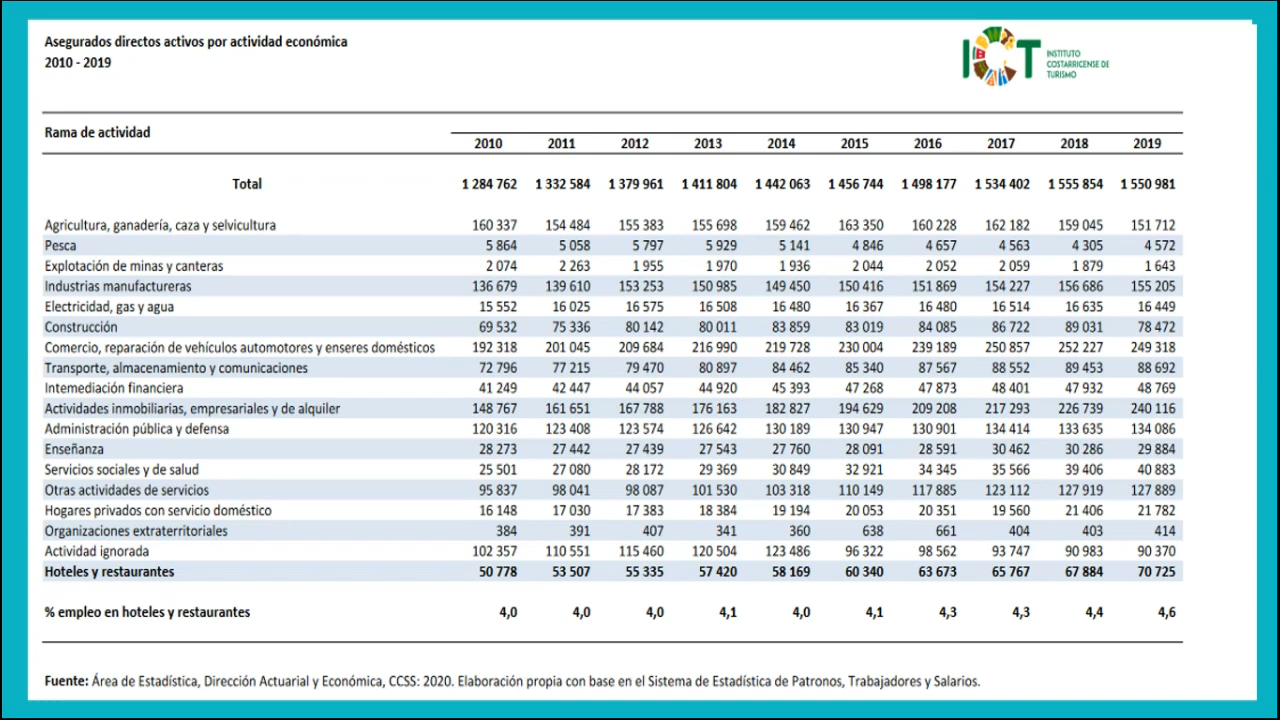 Asegurados directos activos por actividad económica
2010 - 2019
ICT
INSTITUTO
COSTARRICENSE DE
TURISMO
Rama de actividad
2010 2011 2012 2013 2014 2015 2016 2017 2018 2019
Total 1 284 762 1 332 584 1 379 961 1 411 804 1 442 063 1 456 744 1 498 177 1 534 402 1 555 854 1 550 981
Agricultura, ganadería, caza y selvicultura 160 337 154 484 155 383 155 698 159 462 163 350 160 228 162 182 159 045 151 712
Pesca 5 864 5 058 5 797 5 929 5 141 4 846 4 657 4 563 4 305 4 572
Explotación de minas y canteras 2 074 2 263 1 955 1 970 1 936 2 044 2 052 2 059 1 879 1 643
Industrias manufactureras 136 679 139 610 153 253 150 985 149 450 150 416 151 869 154 227 156 686 155 205
Electricidad, gas y agua 15 552 16 025 16 575 16 508 16 480 16 367 16 480 16 514 16 635 16 449
Construcción 69 532 75 336 80 142 80 011 83 859 83 019 84 085 86 722 89 031 78 472
Comercio, reparación de vehículos automotores y enseres domésticos 192 318 201 045 209 684 216 990 219 728 230 004 239 189 250 857 252 227 249 318
Transporte, almacenamiento y comunicaciones 72 796 77 215 79 470 80 897 84 462 85 340 87 567 88 552 89 453 88 692
Intemediación financiera 41 249 42 447 44 057 44 920 45 393 47 268 47 873 48 401 47 932 48 769
Actividades inmobiliarias, empresariales y de alquiler 148 767 161 651 167 788 176 163 182 827 194 629 209 208 217 293 226 739 240 116
Administración pública y defensa 120 316 123 408 123 574 126 642 130 189 130 947 130 901 134 414 133 635 134 086
Enseñanza 28 273 27 442 27 439 27 543 27 760 28 091 28 591 30 462 30 286 29 884
Servicios sociales y de salud 25 501 27 080 28 172 29 369 30 849 32 921 34 345 35 566 39 406 40 883
Otras actividades de servicios 95 837 98 041 98 087 101 530 103 318 110 149 117 885 123 112 127 919 127 889
Hogares privados con servicio doméstico 16 148 17 030 17 383 18 384 19 194 20 053 20 351 19 560 21 406 21 782
Organizaciones extraterritoriales 384 391 407 341 360 638 661 404 403 414
Actividad ignorada 102 357 110 551 115 460 120 504 123 486 96 322 98 562 93 747 90 983 90 370
Hoteles y restaurantes 50 778 53 507 55 335 57 420 58 169 60 340 63 673 65 767 67 884 70 725
% empleo en hoteles y restaurantes 4,0 4,0 4,0 4,1 4,0 4,1 4,3 4,3 4,4 4,6
Fuente: Área de Estadística, Dirección Actuarial y Económica, CCSS: 2020. Elaboración propia con base en el Sistema de Estadística de Patronos, Trabajadores y Salarios.